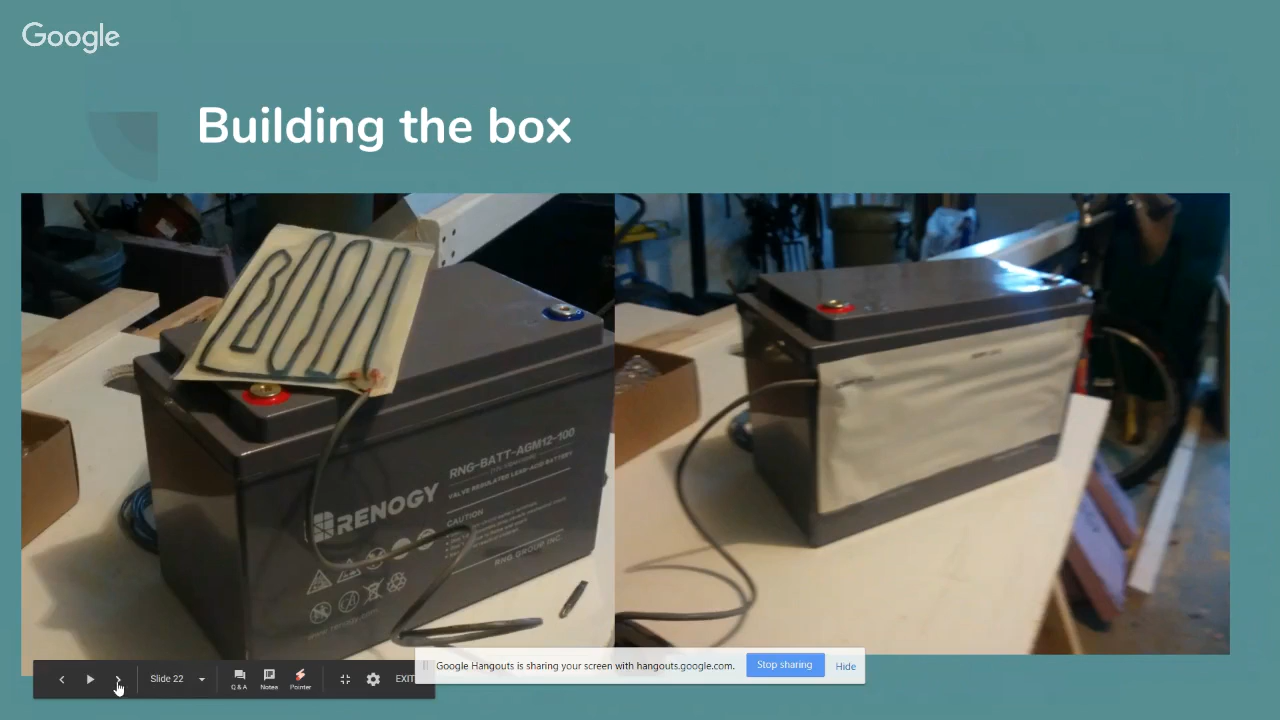 Google
Building the box
RENOGY
RNG-BATT-AGM12-100
VALVE REGULATED LEAD-ACID BATTERY
CAUTION
RNG GROUP INC.
Slide 22
Q & A
Notes
Pointer
EXIT
Google Hangouts is sharing your screen with hangouts.google.com.
Stop sharing
Hide